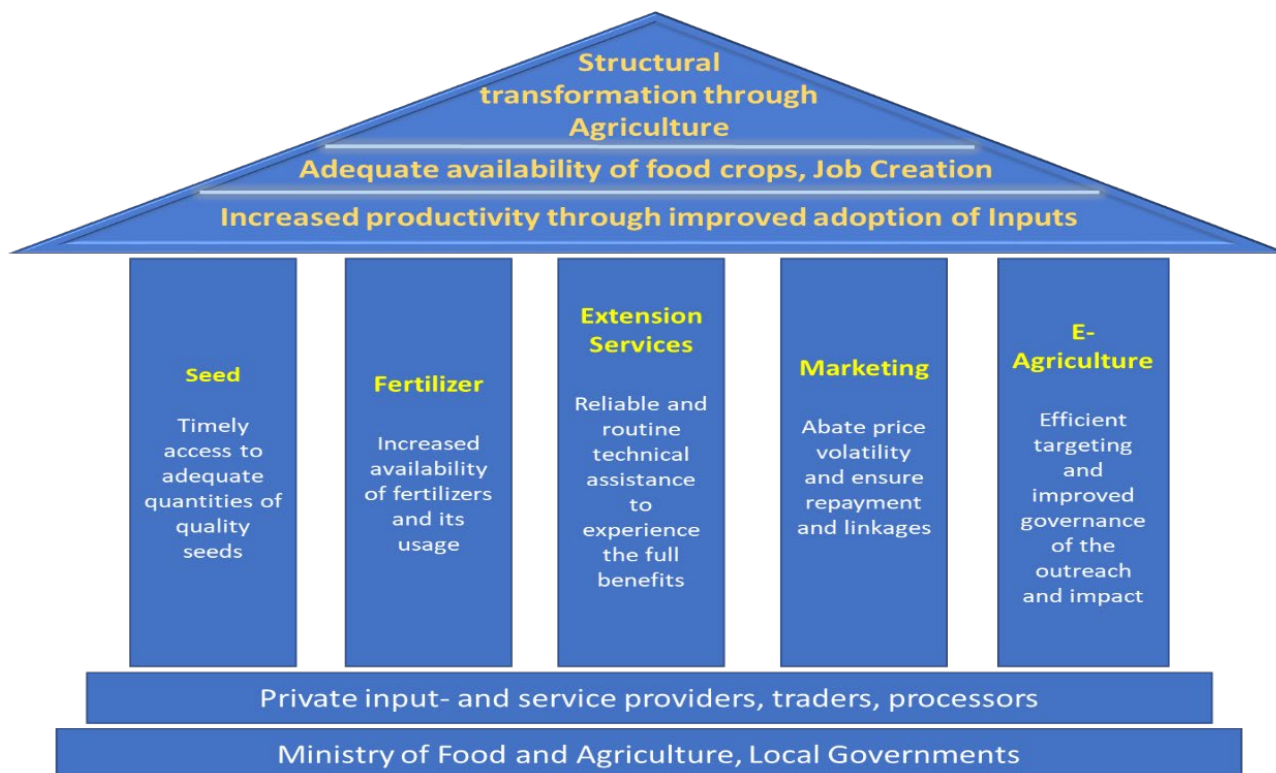 Structural
transformation through
Agriculture
Adequate availability of food crops, Job Creation
Increased productivity through improved adoption of Inputs
Seed
Timely
access to
adequate
quantities of
quality
seeds
Fertilizer
Increased
availability
of fertilizers
and its
usage
Extension
Services
Reliable and
routine
technical
assistance
to
experience
the full
benefits
Marketing
Abate price
volatility
and ensure
repayment
and linkages
E-
Agriculture
Efficient
targeting
and
improved
governance
of the
outreach
and impact
Private input- and service providers, traders, processors
Ministry of Food and Agriculture, Local Governments